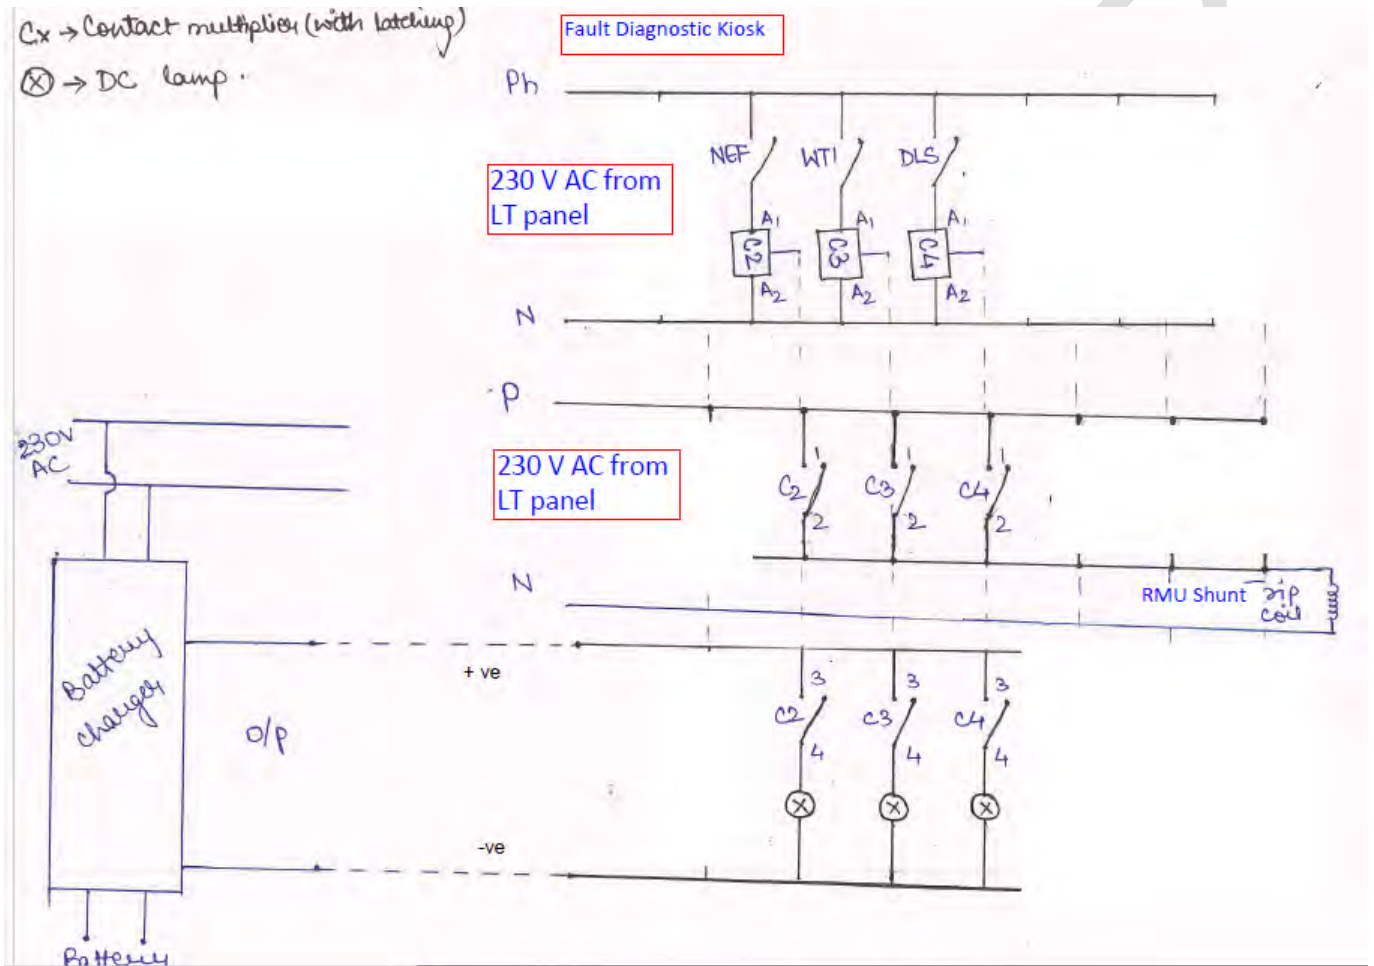 Cx → Contact multiplier (with latching)
⊗ → DC lamp.
Fault Diagnostic Kiosk
Ph
NEF WTI DLS
230 V AC from
LT panel
A1 A1 A1
C2 C3 C4
A2 A2 A2
N
P
230V
AC
230 V AC from
LT panel
1 1 1
C2 C3 C4
2 2 2
N
RMU Shunt Trip
coil
Battery
charger
+ ve
3 3 3
C2 C3 C4
4 4 4
O/P
-ve
Battery